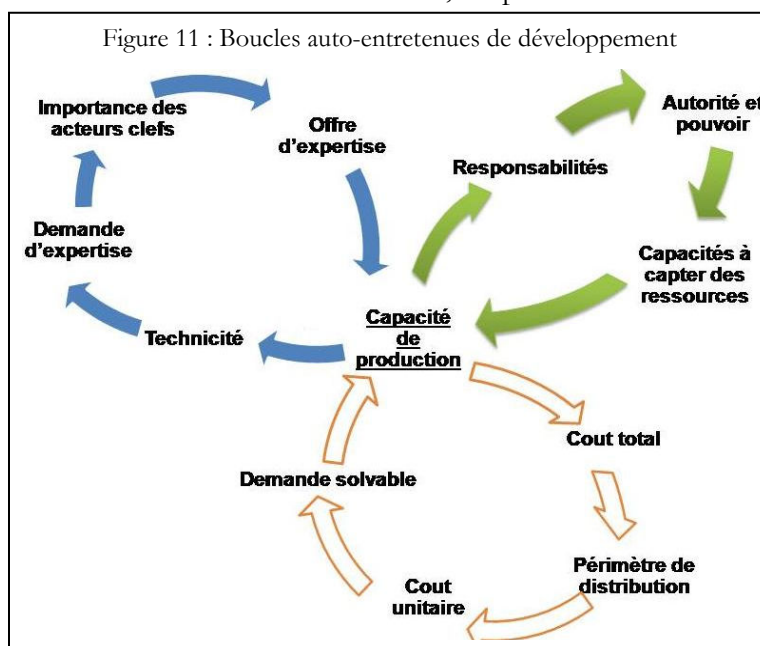 Figure 11 : Boucles auto-entretenues de développement
Importance des
acteurs clefs
Offre
d'expertise
Demande
d'expertise
Technicité
Capacité
de
production
Responsabilités
Autorité et
pouvoir
Capacités à
capter des
ressources
Cout total
Périmètre de
distribution
Cout
unitaire
Demande solvable